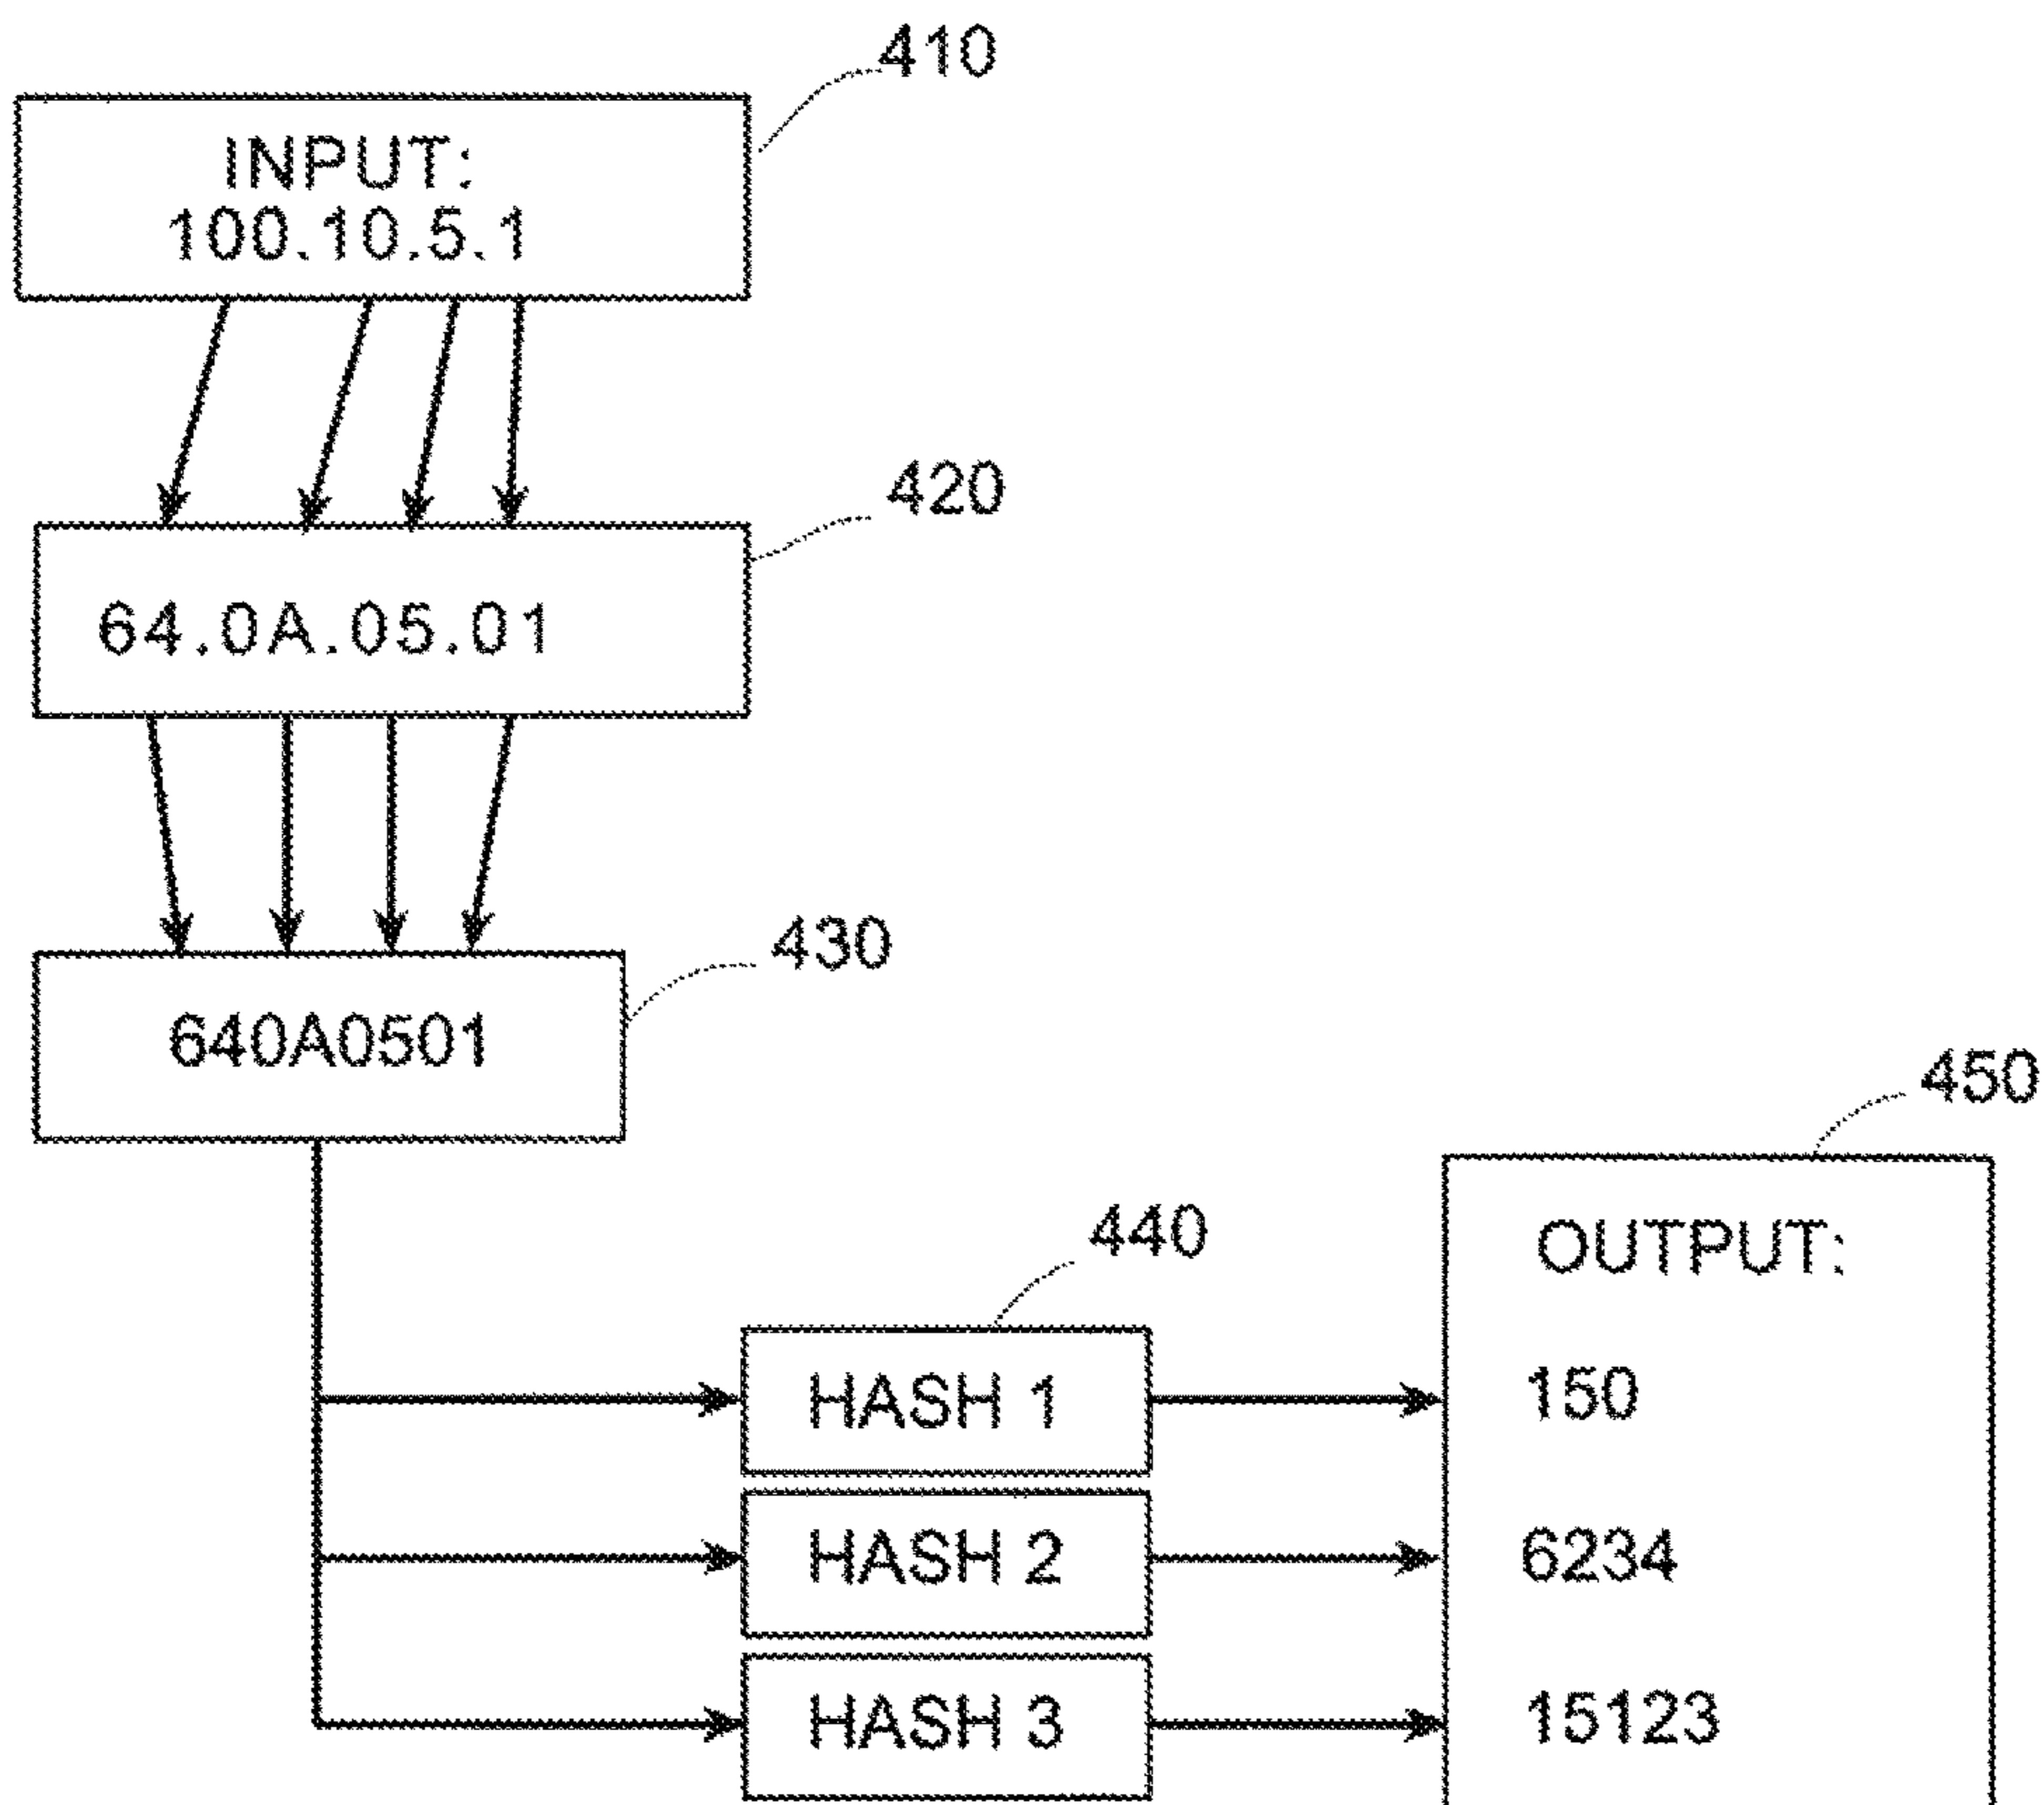 410
INPUT:
100.10.5.1
420
64.0A.05.01
430
640A0501
440
HASH 1
HASH 2
HASH 3
450
OUTPUT:
150
6234
15123